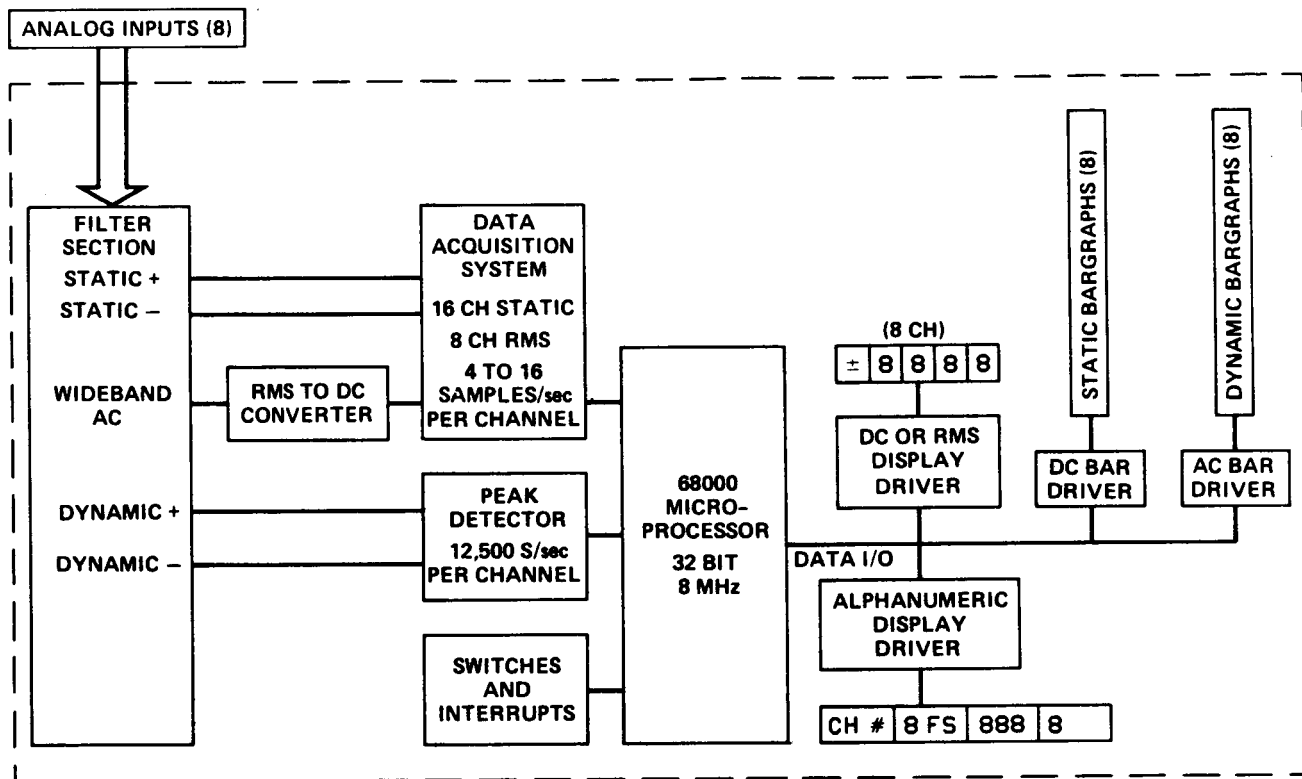 ANALOG INPUTS (8)
FILTER
SECTION
STATIC +
STATIC −
WIDEBAND
AC
DYNAMIC +
DYNAMIC −
RMS TO DC
CONVERTER
DATA
ACQUISITION
SYSTEM
16 CH STATIC
8 CH RMS
4 TO 16
SAMPLES/sec
PER CHANNEL
PEAK
DETECTOR
12,500 S/sec
PER CHANNEL
SWITCHES
AND
INTERRUPTS
68000
MICRO-
PROCESSOR
32 BIT
8 MHz
DATA I/O
(8 CH)
± 8 8 8 8
DC OR RMS
DISPLAY
DRIVER
ALPHANUMERIC
DISPLAY
DRIVER
CH # 8 FS 888 8
STATIC BARGRAPHS (8)
DC BAR
DRIVER
DYNAMIC BARGRAPHS (8)
AC BAR
DRIVER